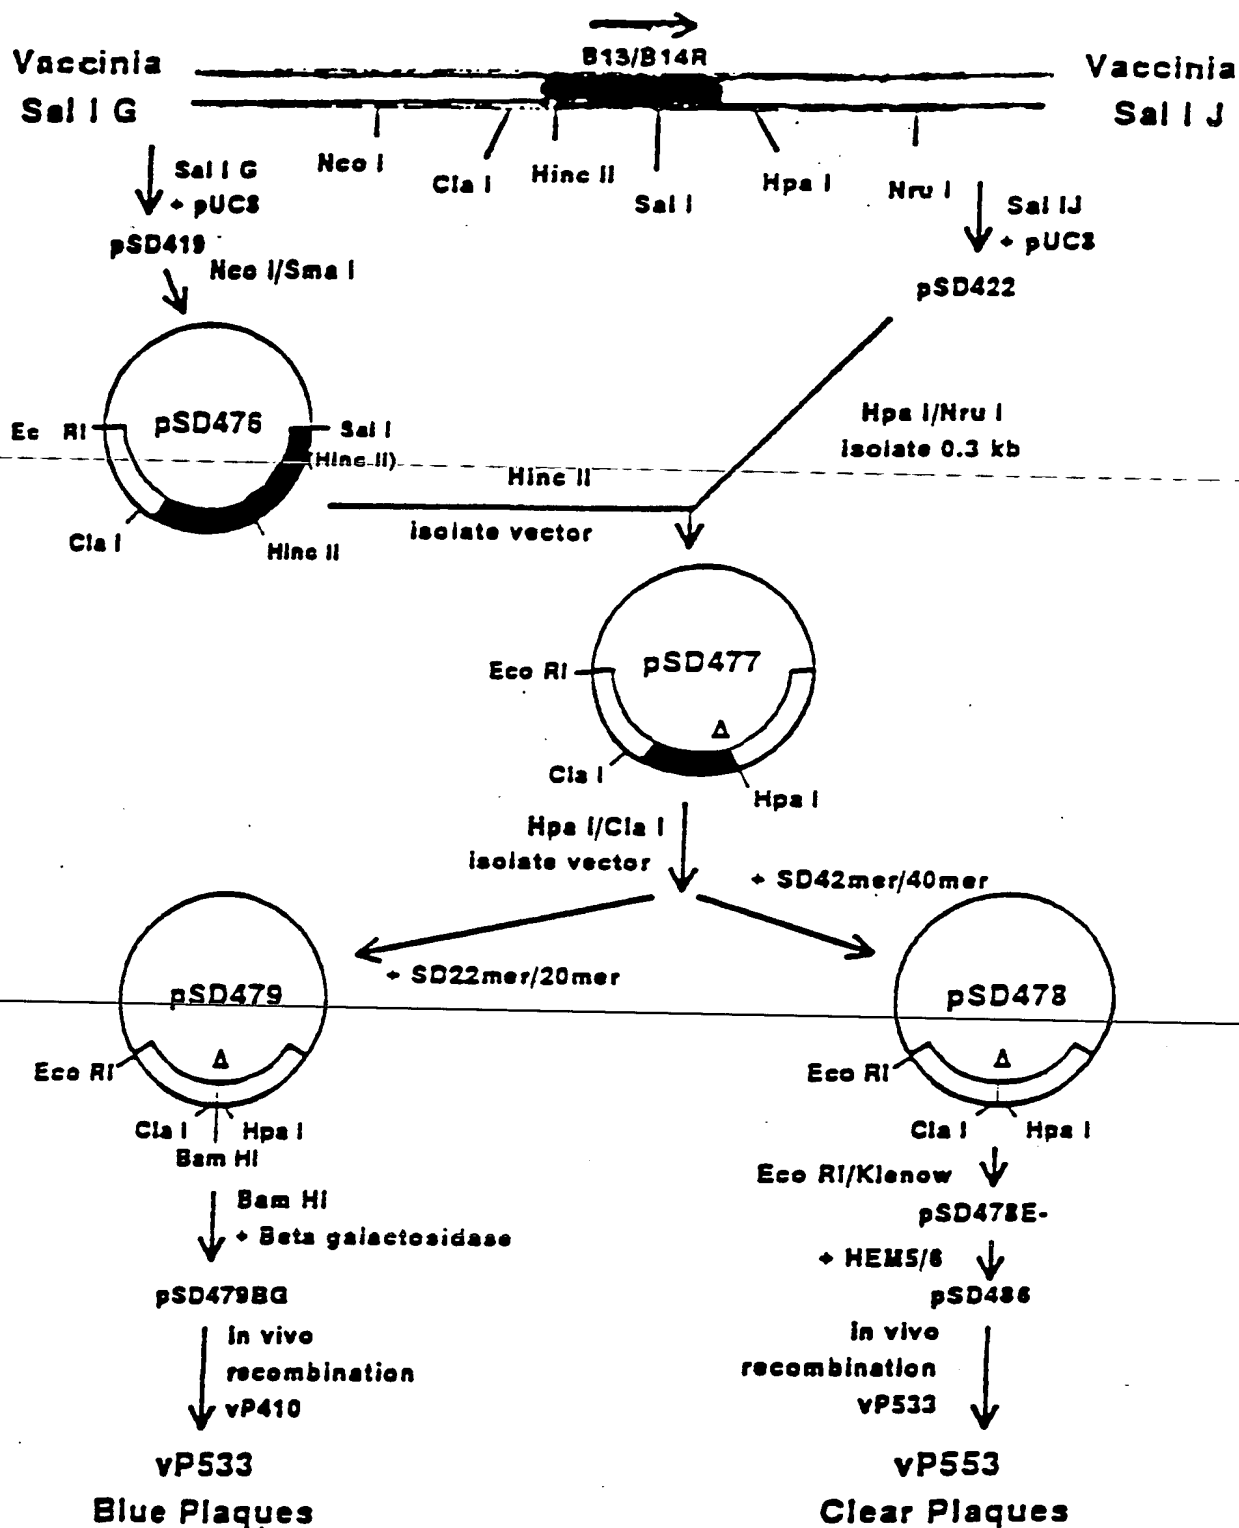 B13/B14R
Vaccinia
Sal I G
Vaccinia
Sal I J
Nco I
Cla I
Hinc II
Sal I
Hpa I
Nru I
Sal I G
+ pUC8
pSD419
Nco I/Sma I
Sal IJ
+ pUC8
pSD422
pSD476
Ec RI
Sal I
(Hinc II)
Cla I
Hinc II
Hpa I/Nru I
isolate 0.3 kb
Hinc II
isolate vector
pSD477
Eco RI
Δ
Cla I
Hpa I
Hpa I/Cla I
isolate vector
+ SD42mer/40mer
+ SD22mer/20mer
pSD479
Eco RI
Δ
Cla I
Hpa I
Bam HI
pSD478
Eco RI
Δ
Cla I
Hpa I
Bam HI
+ Beta galactosidase
pSD479BG
in vivo
recombination
vP410
vP533
Blue Plaques
Eco RI/Klenow
pSD478E-
+ HEM5/6
pSD486
in vivo
recombination
vP533
vP553
Clear Plaques